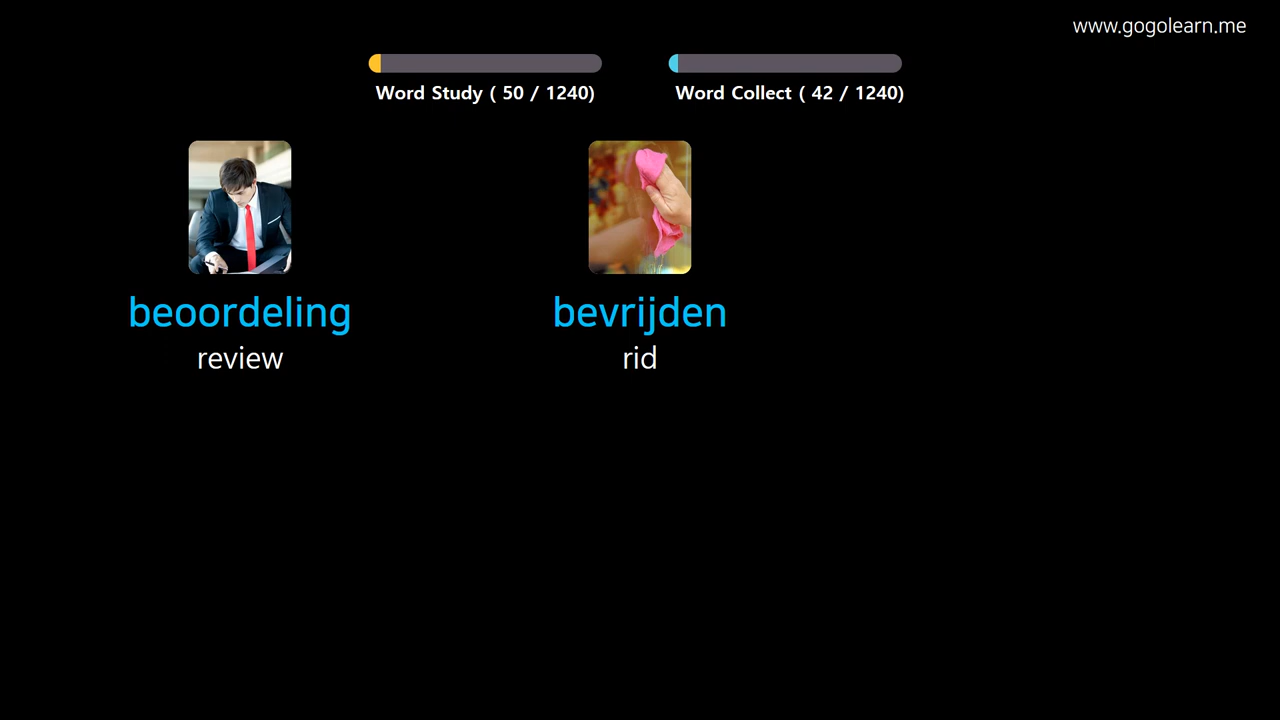 www.gogolearn.me
Word Study ( 50 / 1240)
Word Collect ( 42 / 1240)
beoordeling
review
bevrijden
rid